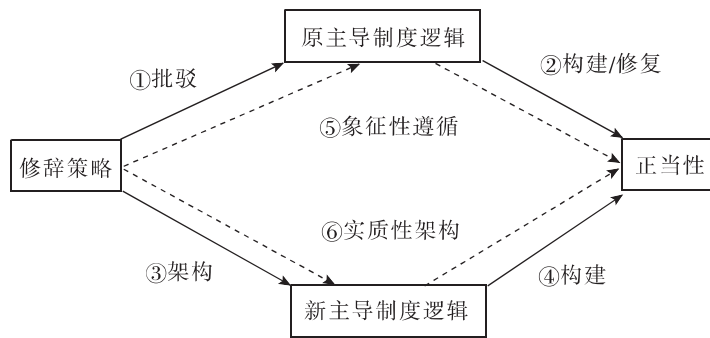 原主导制度逻辑
①批驳
②构建/修复
⑤象征性遵循
修辞策略
正当性
⑥实质性架构
③架构
④构建
新主导制度逻辑